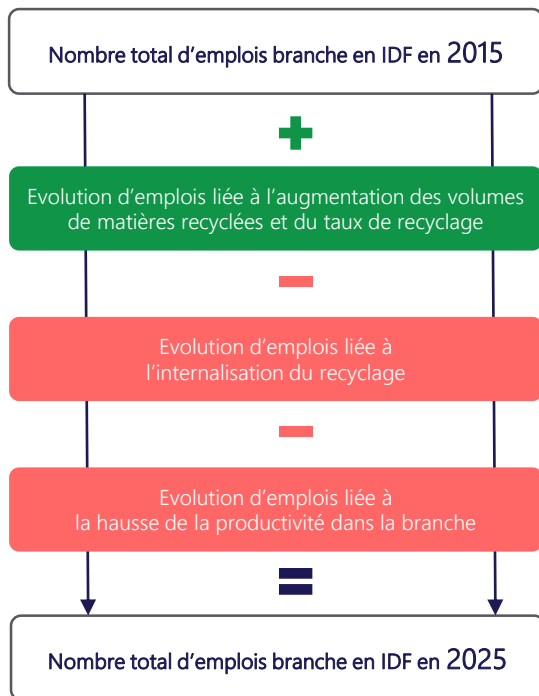 Nombre total d'emplois branche en IDF en 2015
+
Evolution d'emplois liée à l'augmentation des volumes
de matières recyclées et du taux de recyclage
-
Evolution d'emplois liée à
l'internalisation du recyclage
-
Evolution d'emplois liée à
la hausse de la productivité dans la branche
=
Nombre total d'emplois branche en IDF en 2025